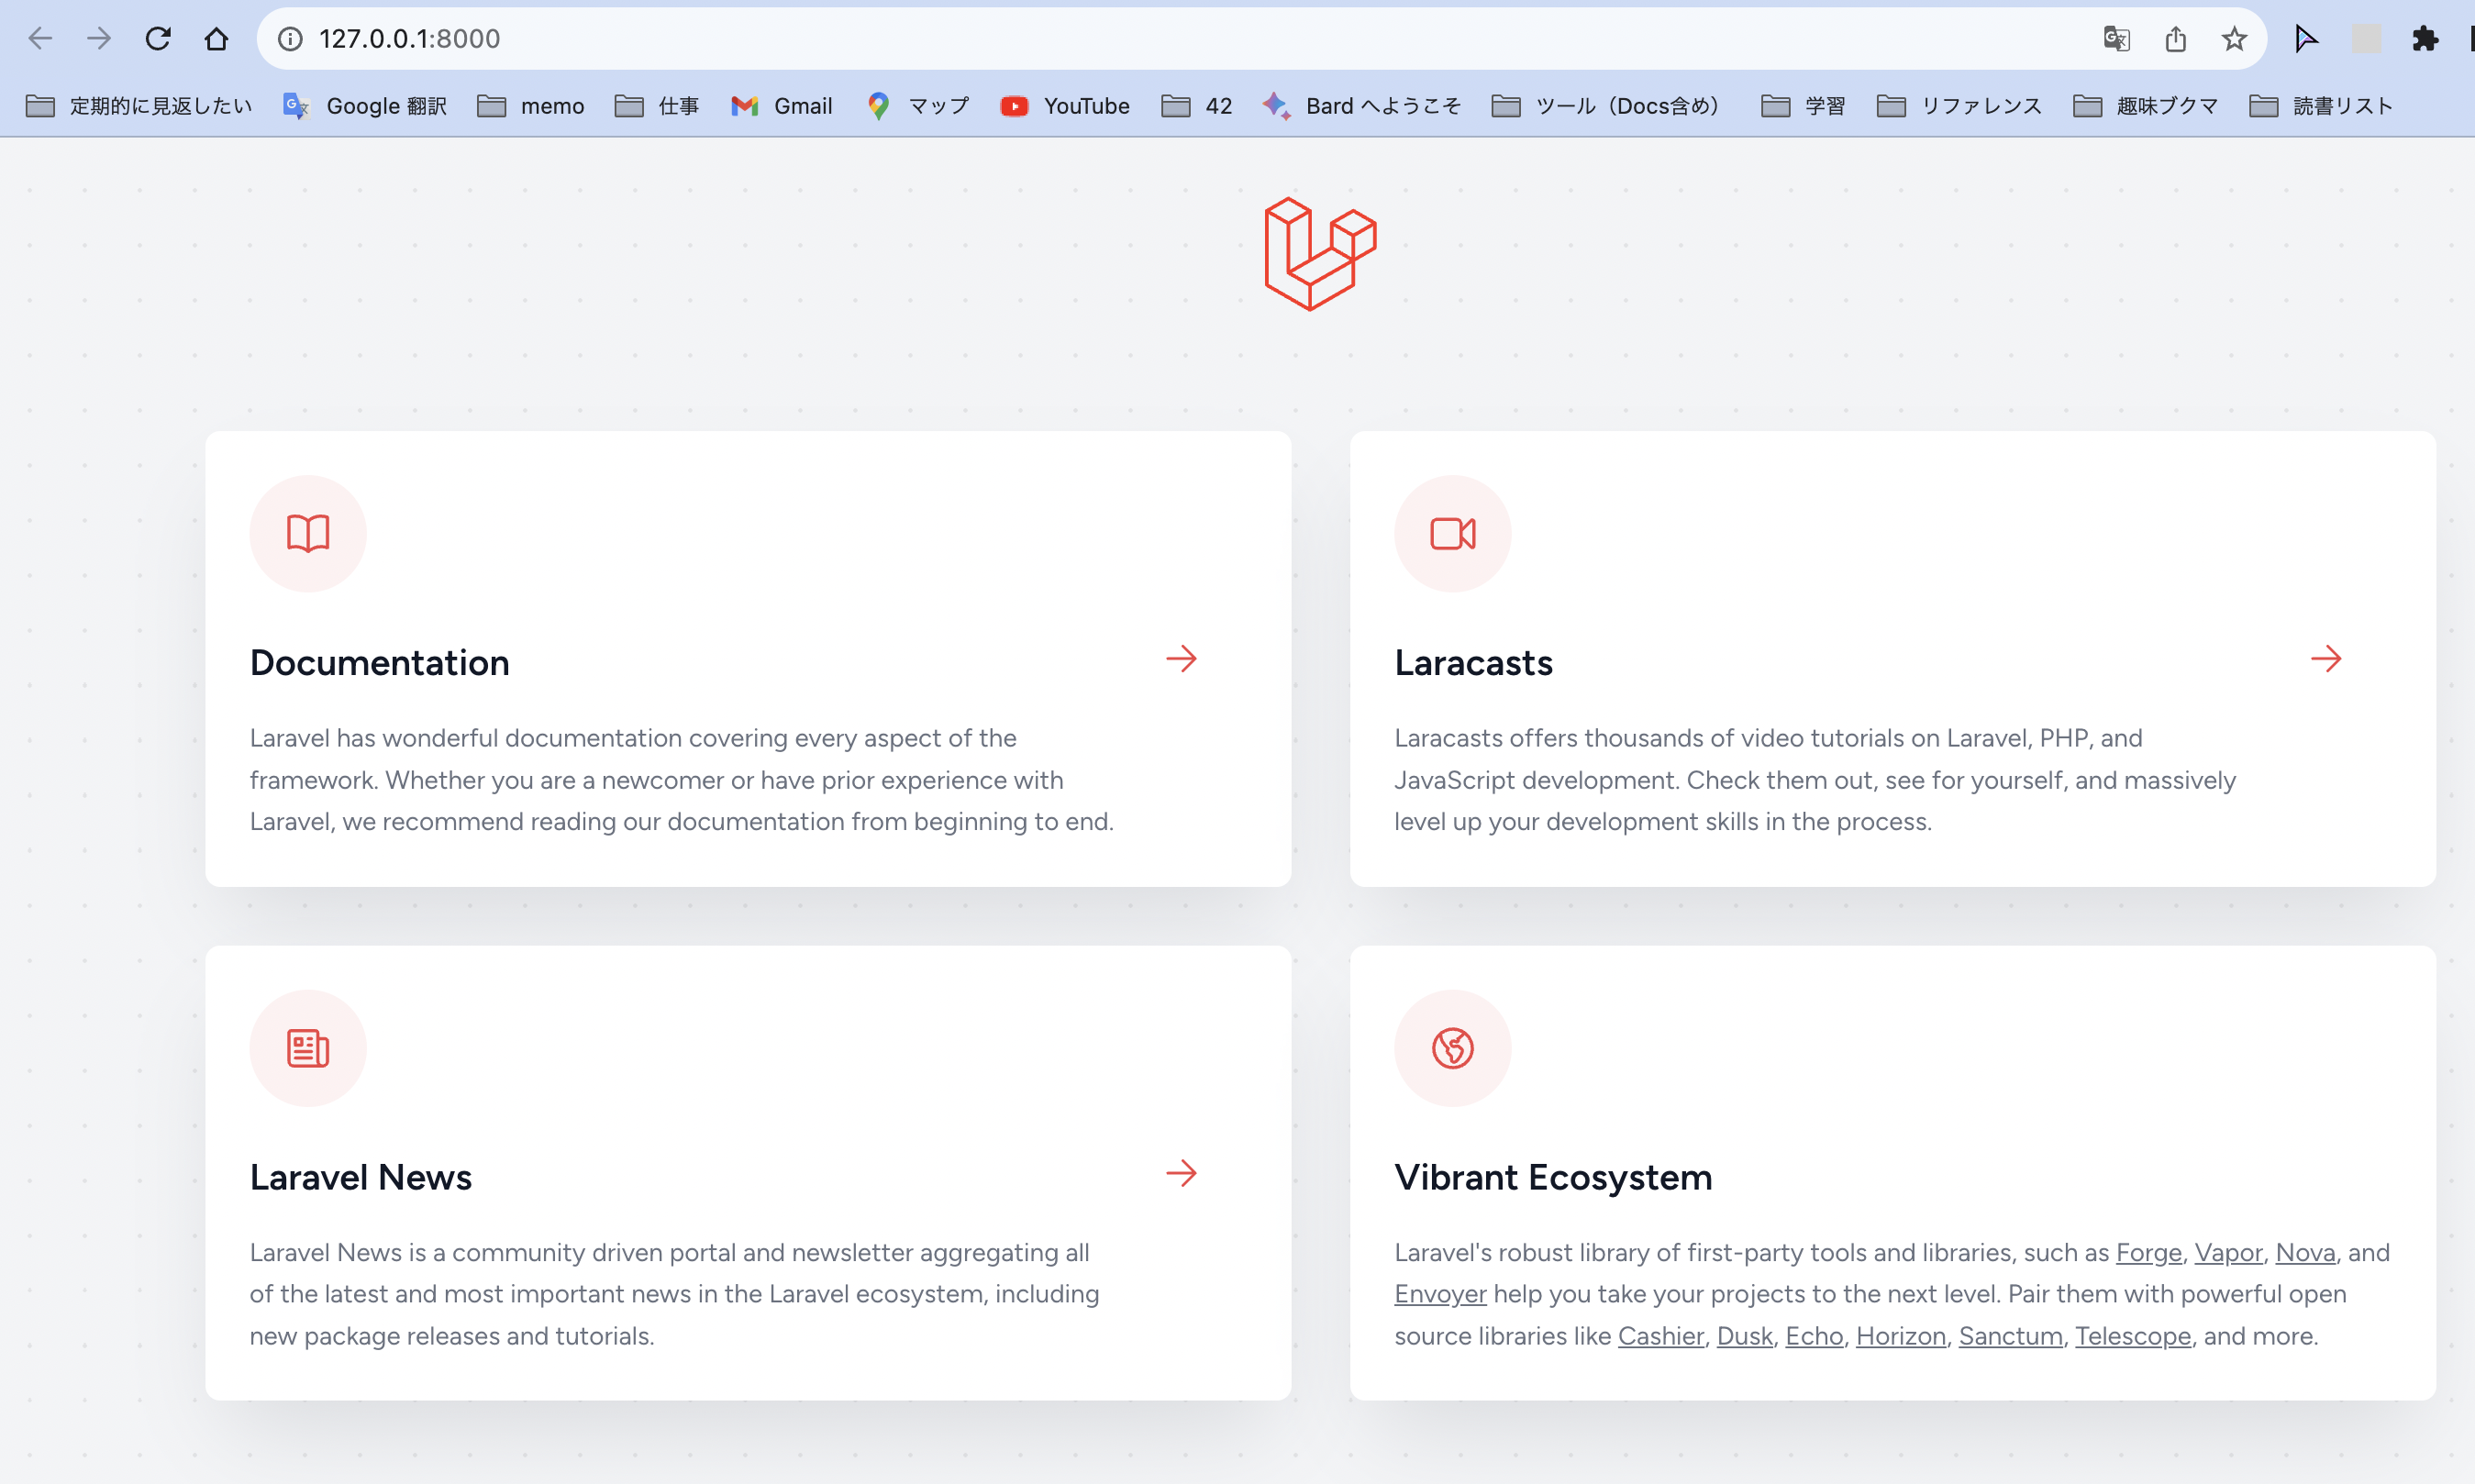 127.0.0.1:8000
定期的に見返したい Google 翻訳 memo 仕事 Gmail マップ YouTube 42 Bard へようこそ ツール（Docs含め） 学習 リファレンス 趣味ブクマ 読書リスト
Documentation
Laravel has wonderful documentation covering every aspect of the
framework. Whether you are a newcomer or have prior experience with
Laravel, we recommend reading our documentation from beginning to end.
Laracasts
Laracasts offers thousands of video tutorials on Laravel, PHP, and
JavaScript development. Check them out, see for yourself, and massively
level up your development skills in the process.
Laravel News
Laravel News is a community driven portal and newsletter aggregating all
of the latest and most important news in the Laravel ecosystem, including
new package releases and tutorials.
Vibrant Ecosystem
Laravel's robust library of first-party tools and libraries, such as Forge, Vapor, Nova, and
Envoyer help you take your projects to the next level. Pair them with powerful open
source libraries like Cashier, Dusk, Echo, Horizon, Sanctum, Telescope, and more.